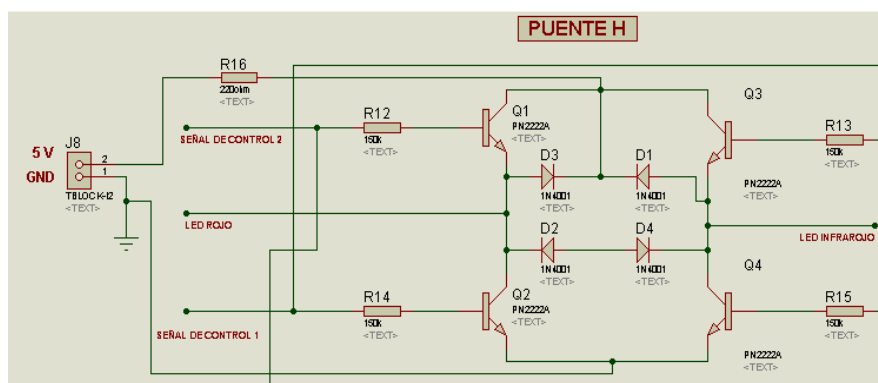 PUENTE H
R16
220ohm
<TEXT>
Q3
R12
150k
<TEXT>
Q1
PN2222A
<TEXT>
R13
150k
<TEXT>
SEÑAL DE CONTROL 2
J8
5 V
2
GND
1
TBLOCK-I2
<TEXT>
D3
1N4001
<TEXT>
D1
1N4001
<TEXT>
PN2222A
<TEXT>
LED ROJO
D2
1N4001
<TEXT>
D4
1N4001
<TEXT>
LED INFRAROJO
Q4
R14
150k
<TEXT>
Q2
PN2222A
<TEXT>
R15
150k
<TEXT>
SEÑAL DE CONTROL 1
PN2222A
<TEXT>